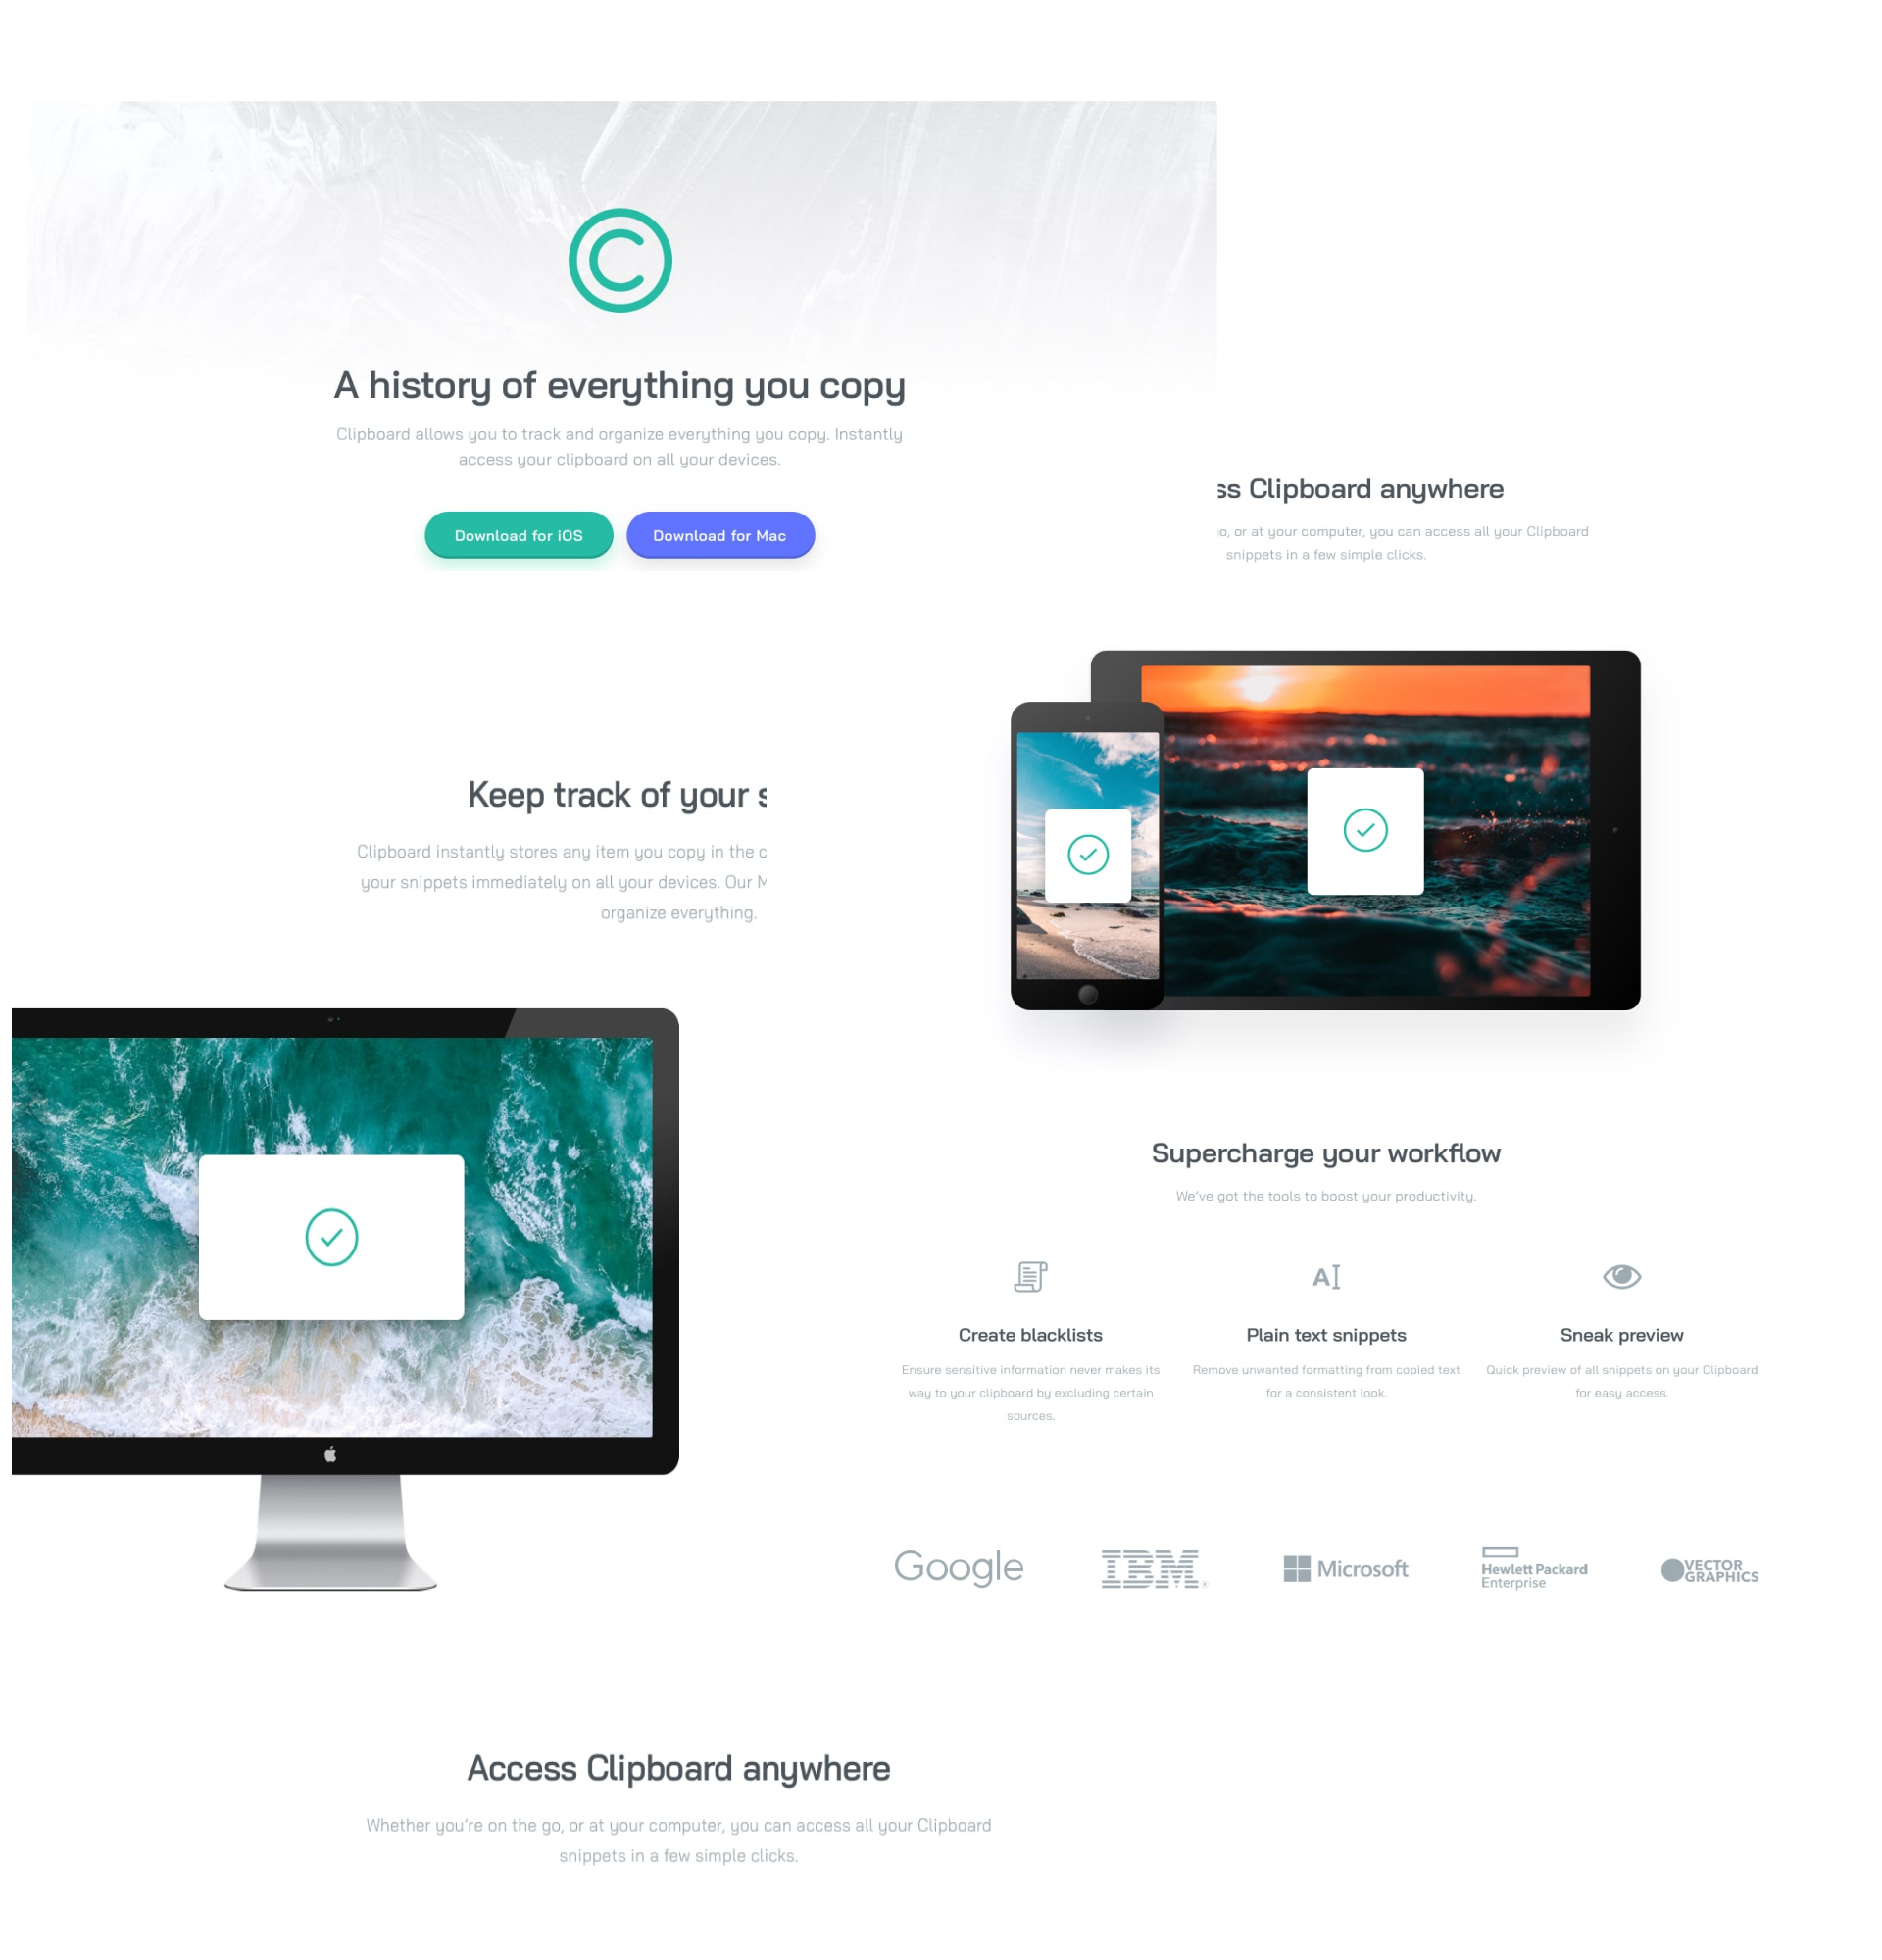 A history of everything you copy
Clipboard allows you to track and organize everything you copy. Instantly
access your clipboard on all your devices.
Download for iOS
Download for Mac
ss Clipboard anywhere
o, or at your computer, you can access all your Clipboard
snippets in a few simple clicks.
Keep track of your s
Clipboard instantly stores any item you copy in the c
your snippets immediately on all your devices. Our M
organize everything.
Supercharge your workflow
We’ve got the tools to boost your productivity.
Create blacklists
Ensure sensitive information never makes its
way to your clipboard by excluding certain
sources.
Plain text snippets
Remove unwanted formatting from copied text
for a consistent look.
Sneak preview
Quick preview of all snippets on your Clipboard
for easy access.
Google
IBM
Microsoft
Hewlett Packard
Enterprise
VECTOR
GRAPHICS
Access Clipboard anywhere
Whether you’re on the go, or at your computer, you can access all your Clipboard
snippets in a few simple clicks.